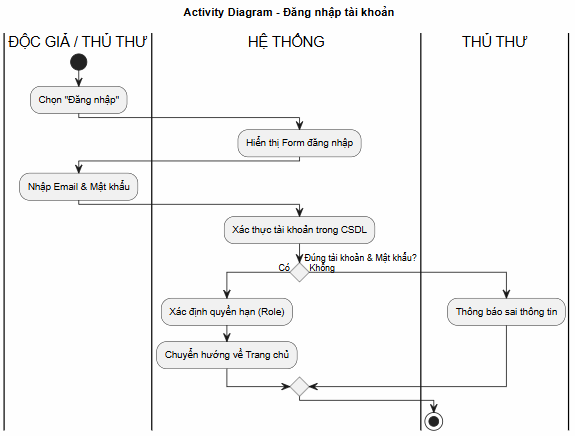 Activity Diagram - Đăng nhập tài khoản
ĐỘC GIẢ / THỦ THƯ
HỆ THỐNG
THỦ THƯ
Chọn "Đăng nhập"
Hiển thị Form đăng nhập
Nhập Email & Mật khẩu
Xác thực tài khoản trong CSDL
Đúng tài khoản & Mật khẩu?
Có
Không
Xác định quyền hạn (Role)
Thông báo sai thông tin
Chuyển hướng về Trang chủ